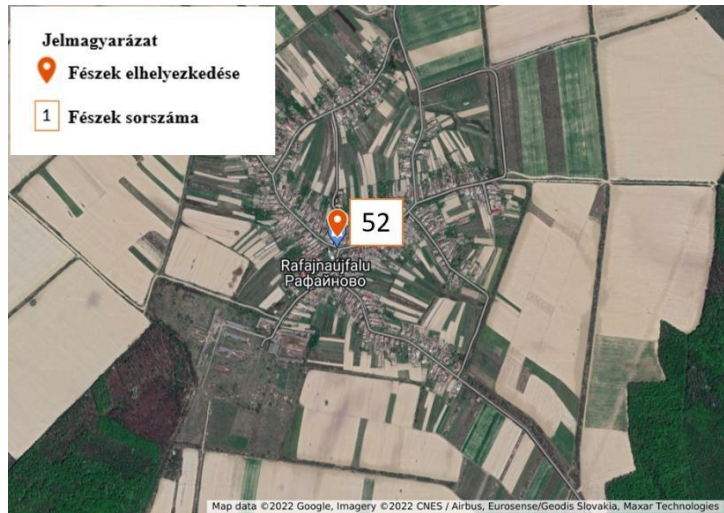 Jelmagyarázat
Fészek elhelyezkedése
1 Fészek sorszáma
52
Rafajnaújfalu
Рафайново
Map data ©2022 Google, Imagery ©2022 CNES / Airbus, Eurosense/Geodis Slovakia, Maxar Technologies